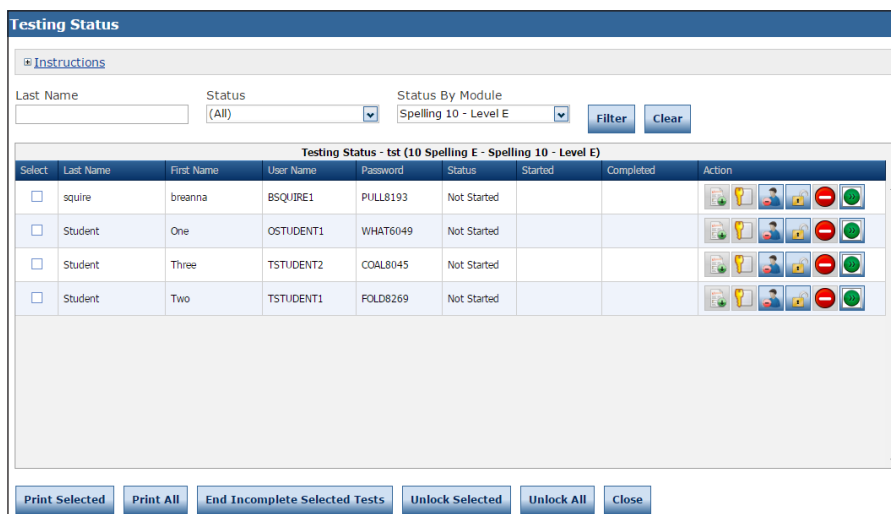 Testing Status
Instructions
Last Name Status Status By Module
(All) Spelling 10 - Level E Filter Clear
Testing Status - tst (10 Spelling E - Spelling 10 - Level E)
Select Last Name First Name User Name Password Status Started Completed Action
squire breanna BSQUIRE1 PULL8193 Not Started
Student One OSTUDENT1 WHAT6049 Not Started
Student Three TSTUDENT2 COAL8045 Not Started
Student Two TSTUDENT1 FOLD8269 Not Started
Print Selected Print All End Incomplete Selected Tests Unlock Selected Unlock All Close